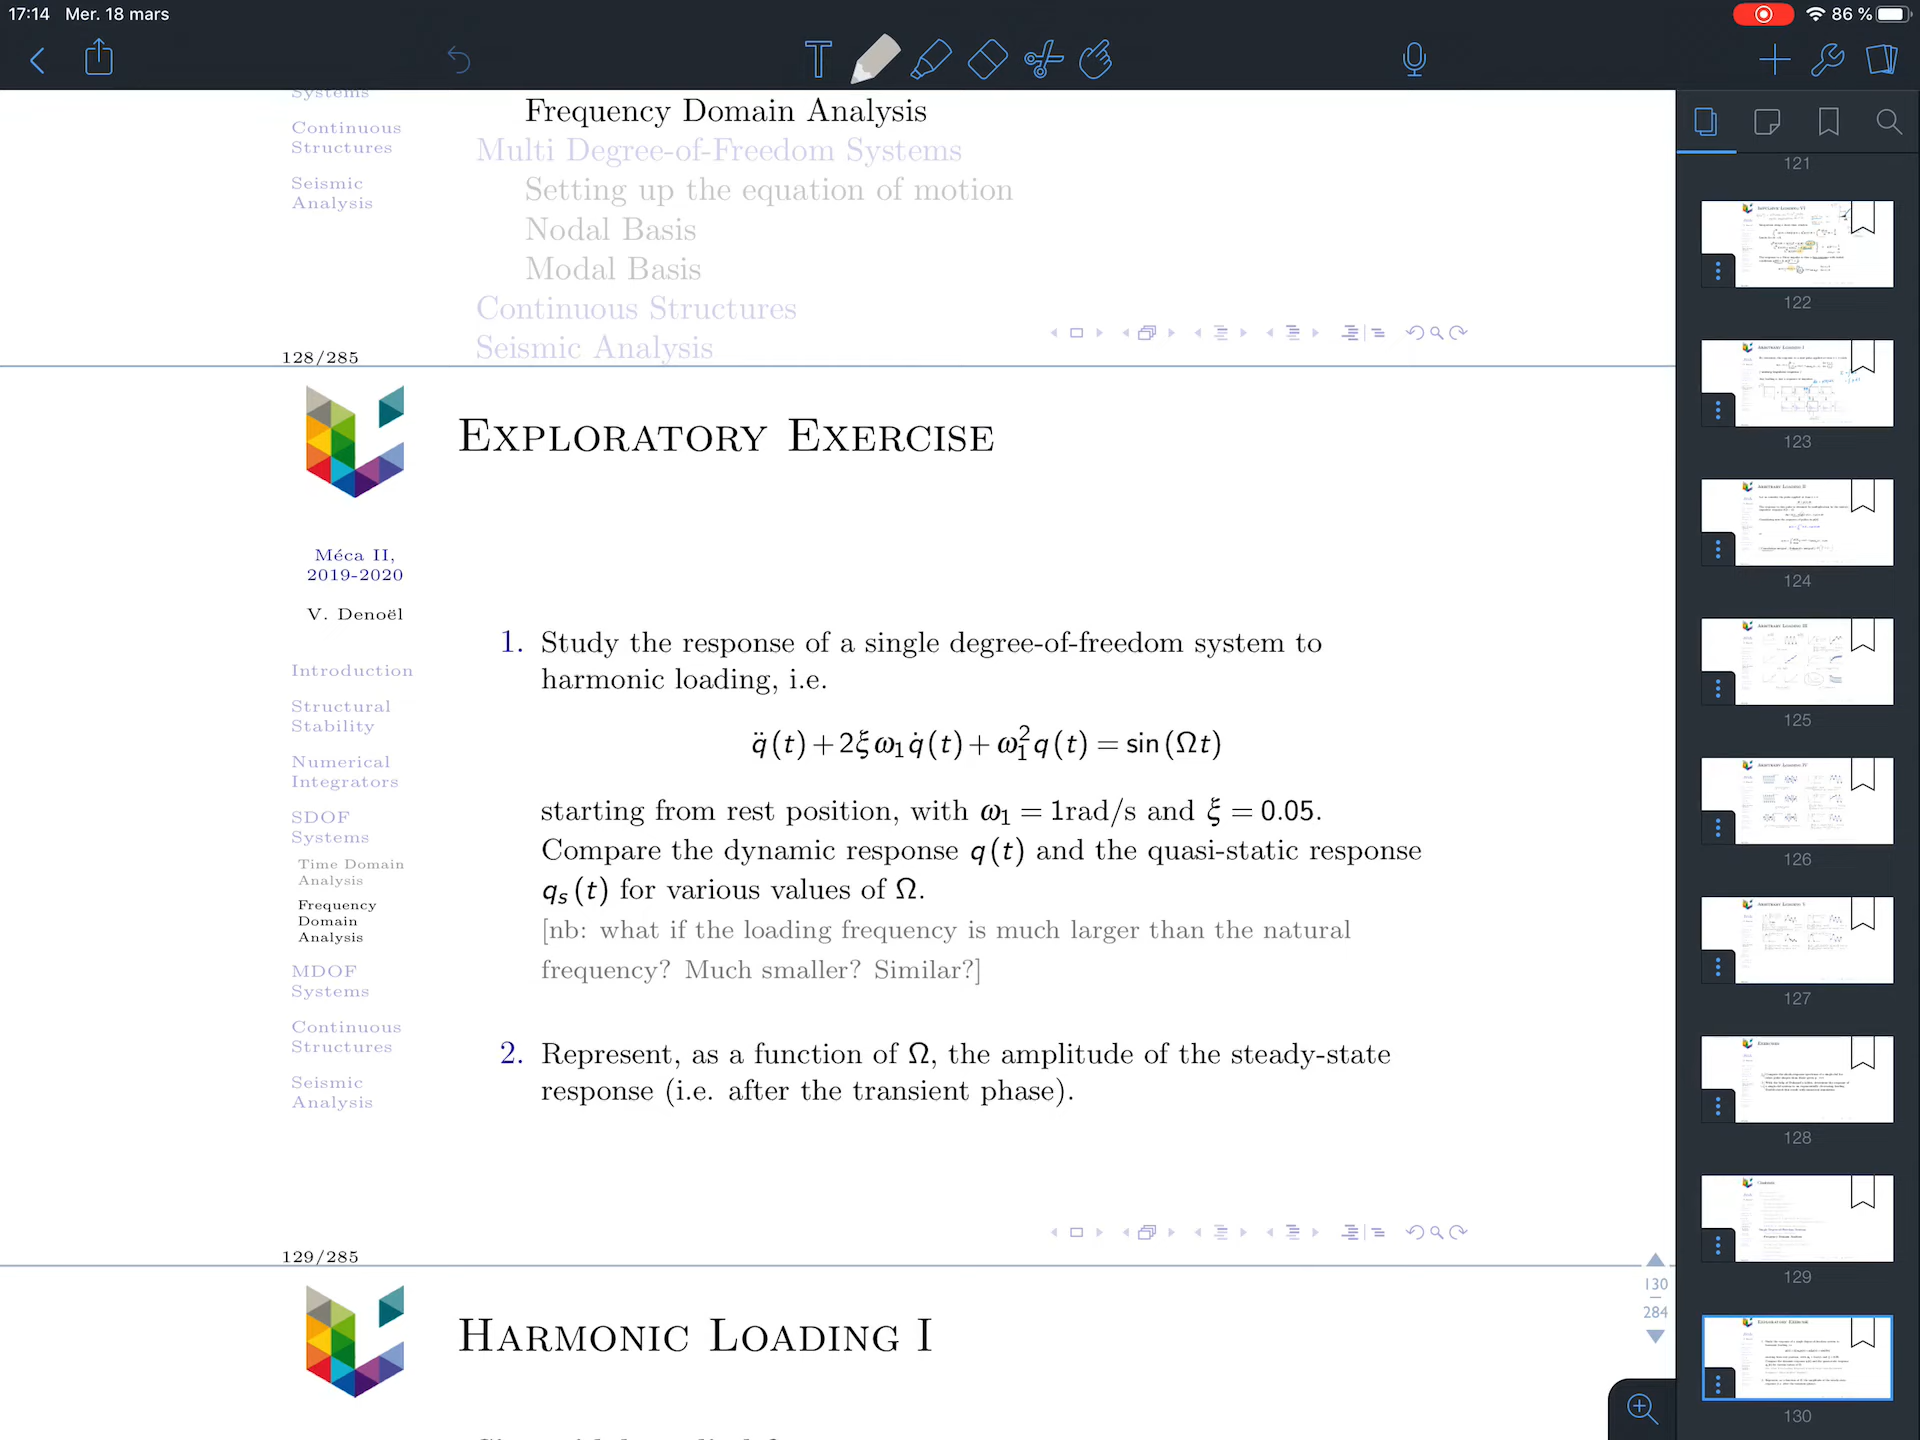 17:14 Mer. 18 mars
86 %
Systems
Continuous
Structures
Seismic
Analysis
Frequency Domain Analysis
Multi Degree-of-Freedom Systems
Setting up the equation of motion
Nodal Basis
Modal Basis
Continuous Structures
Seismic Analysis
128/285
EXPLORATORY EXERCISE
Méca II,
2019-2020
V. Denoël
Introduction
Structural
Stability
Numerical
Integrators
SDOF
Systems
Time Domain
Analysis
Frequency
Domain
Analysis
MDOF
Systems
Continuous
Structures
Seismic
Analysis
1. Study the response of a single degree-of-freedom system to
harmonic loading, i.e.
q̈(t) + 2ξω₁q̇(t) + ω₁²q(t) = sin(Ωt)
starting from rest position, with ω₁ = 1rad/s and ξ = 0.05.
Compare the dynamic response q(t) and the quasi-static response
qₛ(t) for various values of Ω.
[nb: what if the loading frequency is much larger than the natural
frequency? Much smaller? Similar?]
2. Represent, as a function of Ω, the amplitude of the steady-state
response (i.e. after the transient phase).
129/285
HARMONIC LOADING I
130
284
121
122
123
124
125
126
127
128
129
130